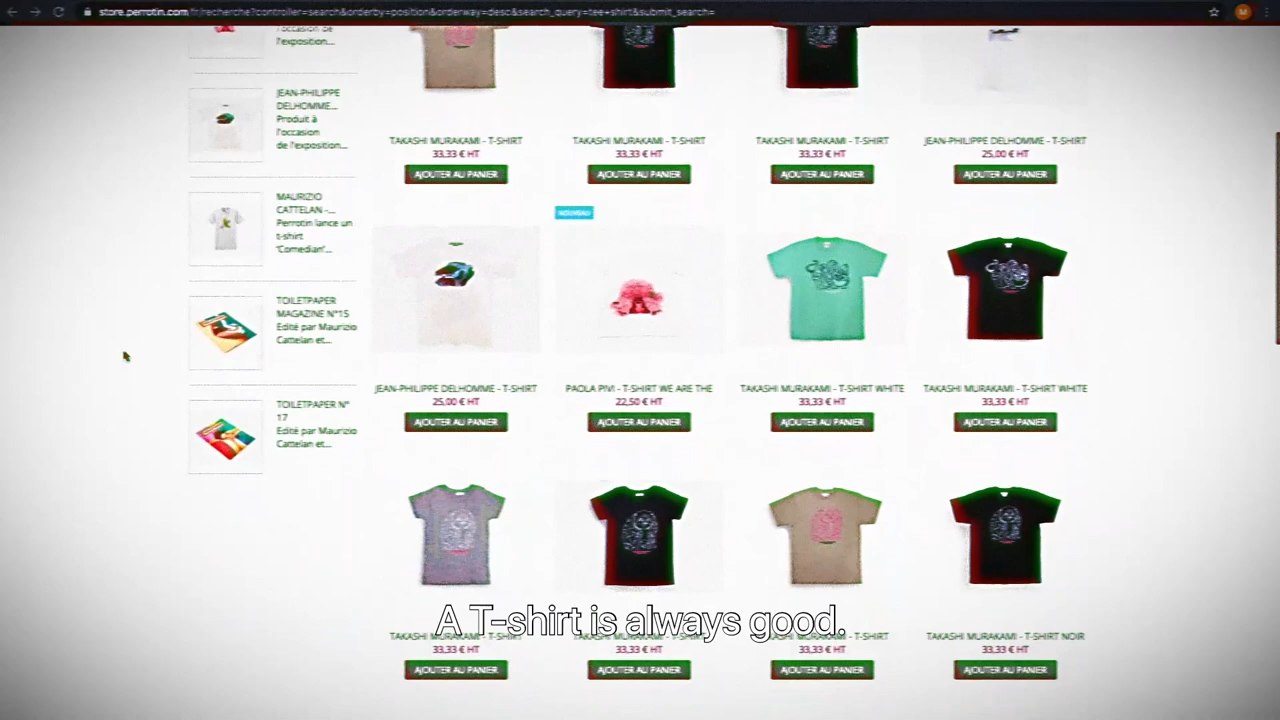 store.perrotin.com/fr/recherche?controller=search&orderby=position&orderway=desc&search_query=tee+shirt&submit_search=
M
l'occasion de
l'exposition...
JEAN-PHILIPPE
DELHOMME...
Produit à
l'occasion
de l'exposition...
MAURIZIO
CATTELAN -...
Perrotin lance un
t-shirt
'Comedian'...
TOILETPAPER
MAGAZINE N°15
Edité par Maurizio
Cattelan et...
TOILETPAPER N°
17
Edité par Maurizio
Cattelan et...
TAKASHI MURAKAMI - T-SHIRT
33,33 € HT
AJOUTER AU PANIER
TAKASHI MURAKAMI - T-SHIRT
33,33 € HT
AJOUTER AU PANIER
TAKASHI MURAKAMI - T-SHIRT
33,33 € HT
AJOUTER AU PANIER
JEAN-PHILIPPE DELHOMME - T-SHIRT
25,00 € HT
AJOUTER AU PANIER
JEAN-PHILIPPE DELHOMME - T-SHIRT
25,00 € HT
AJOUTER AU PANIER
NOUVEAU
PAOLA PIVI - T-SHIRT WE ARE THE
22,50 € HT
AJOUTER AU PANIER
TAKASHI MURAKAMI - T-SHIRT WHITE
33,33 € HT
AJOUTER AU PANIER
TAKASHI MURAKAMI - T-SHIRT WHITE
33,33 € HT
AJOUTER AU PANIER
TAKASHI MURAKAMI - T-SHIRT
33,33 € HT
AJOUTER AU PANIER
TAKASHI MURAKAMI - T-SHIRT
33,33 € HT
AJOUTER AU PANIER
TAKASHI MURAKAMI - T-SHIRT
33,33 € HT
AJOUTER AU PANIER
TAKASHI MURAKAMI - T-SHIRT NOIR
33,33 € HT
AJOUTER AU PANIER
A T-shirt is always good.